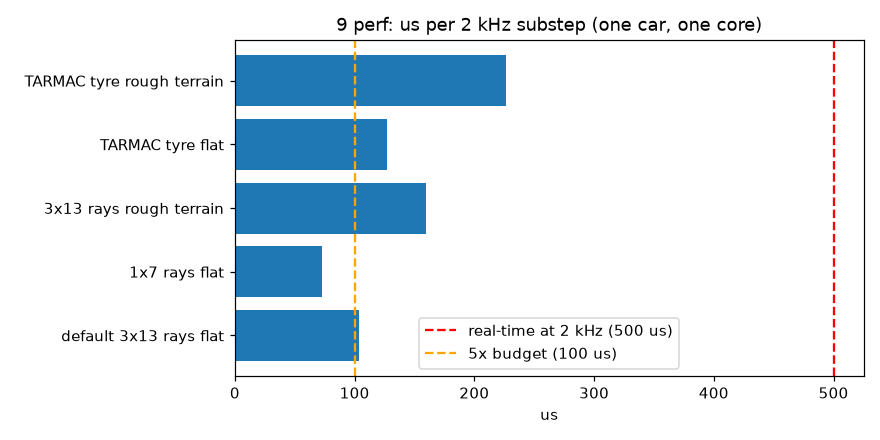 9 perf: us per 2 kHz substep (one car, one core)
TARMAC tyre rough terrain
TARMAC tyre flat
3x13 rays rough terrain
1x7 rays flat
default 3x13 rays flat
real-time at 2 kHz (500 us)
5x budget (100 us)
0 100 200 300 400 500
us